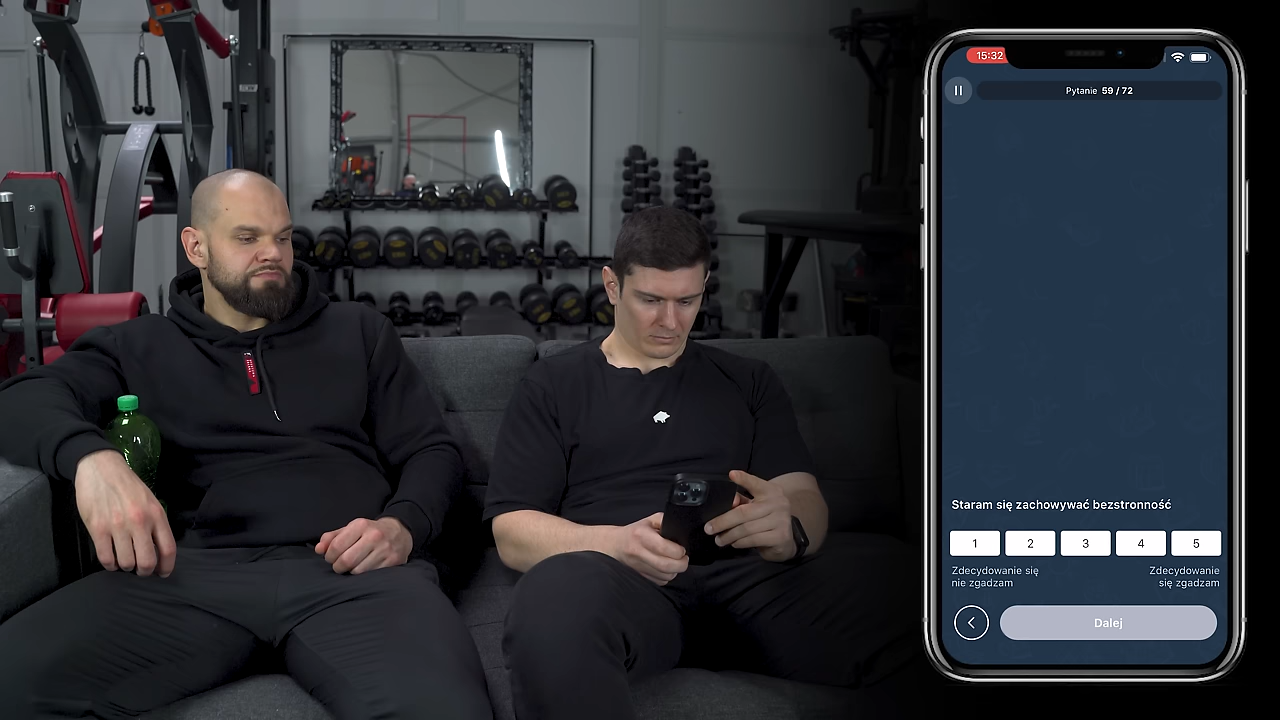 15:32
Pytanie 59 / 72
Staram się zachowywać bezstronność
1 2 3 4 5
Zdecydowanie się
nie zgadzam
Zdecydowanie
się zgadzam
Dalej